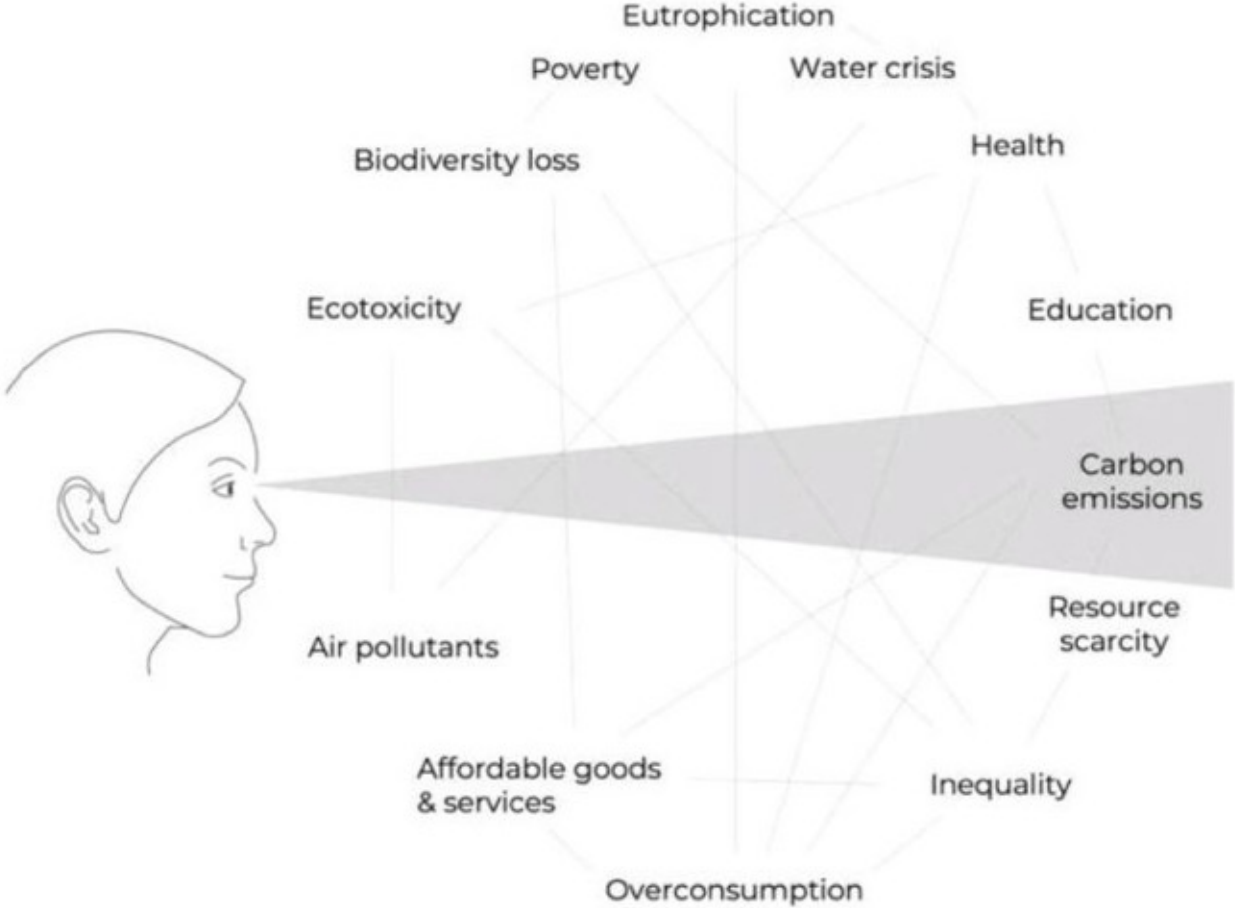 Eutrophication
Poverty
Water crisis
Health
Biodiversity loss
Ecotoxicity
Education
Carbon
emissions
Resource
scarcity
Air pollutants
Affordable goods
& services
Inequality
Overconsumption